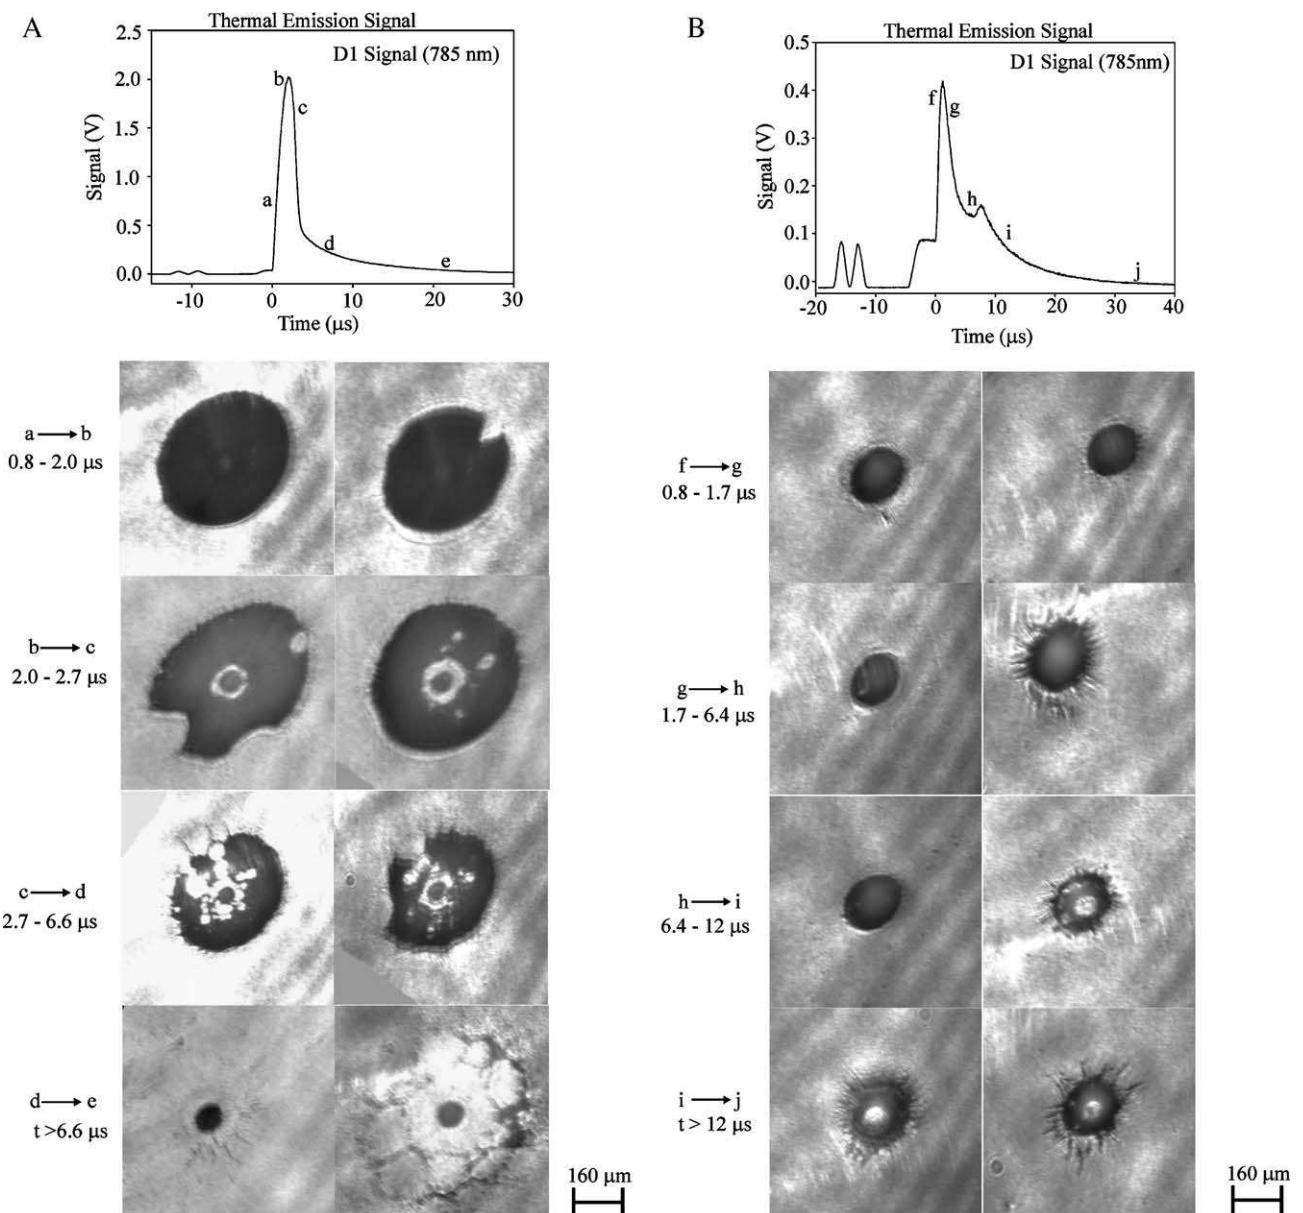 A
Thermal Emission Signal
D1 Signal (785 nm)
Signal (V)
2.5
2.0
1.5
1.0
0.5
0.0
b
c
a
d
e
-10
0
10
20
30
Time (μs)
a b
0.8 - 2.0 μs
b c
2.0 - 2.7 μs
c d
2.7 - 6.6 μs
d e
t >6.6 μs
160 μm
B
Thermal Emission Signal
D1 Signal (785nm)
Signal (V)
0.5
0.4
0.3
0.2
0.1
0.0
f
g
h
i
j
-20
-10
0
10
20
30
40
Time (μs)
f g
0.8 - 1.7 μs
g h
1.7 - 6.4 μs
h i
6.4 - 12 μs
i j
t > 12 μs
160 μm